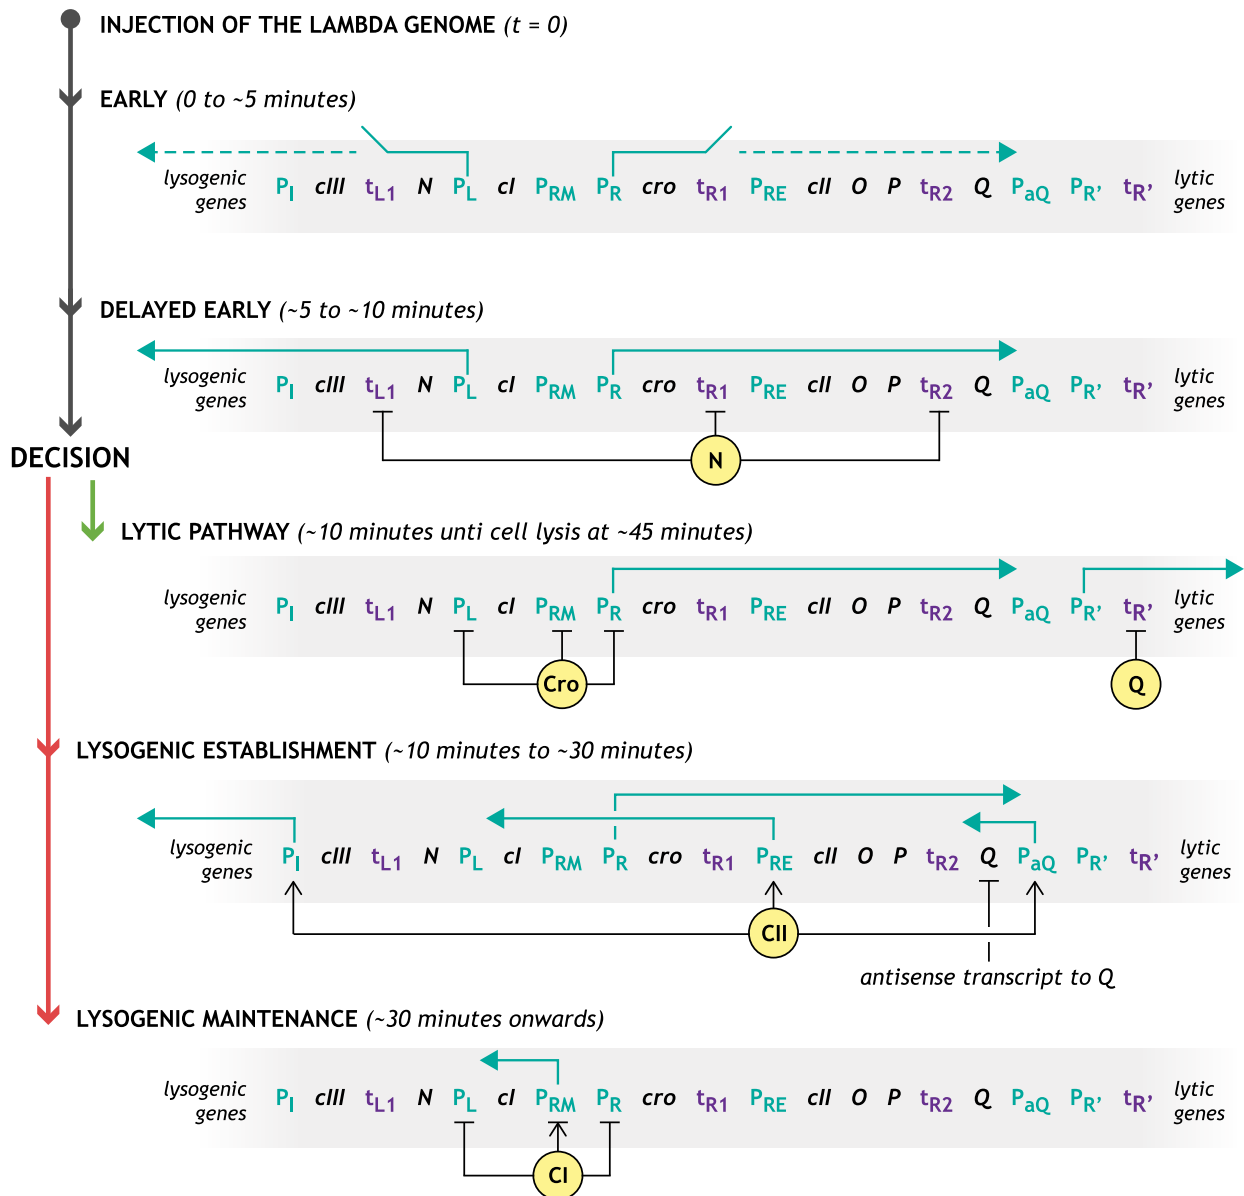 INJECTION OF THE LAMBDA GENOME (t = 0)
EARLY (0 to ~5 minutes)
lysogenic genes PI cIII tL1 N PL cI PRM PR cro tR1 PRE cII O P tR2 Q PaQ PR’ tR’ lytic genes
DELAYED EARLY (~5 to ~10 minutes)
lysogenic genes PI cIII tL1 N PL cI PRM PR cro tR1 PRE cII O P tR2 Q PaQ PR’ tR’ lytic genes
N
DECISION
LYTIC PATHWAY (~10 minutes unti cell lysis at ~45 minutes)
lysogenic genes PI cIII tL1 N PL cI PRM PR cro tR1 PRE cII O P tR2 Q PaQ PR’ tR’ lytic genes
Cro Q
LYSOGENIC ESTABLISHMENT (~10 minutes to ~30 minutes)
lysogenic genes PI cIII tL1 N PL cI PRM PR cro tR1 PRE cII O P tR2 Q PaQ PR’ tR’ lytic genes
CII
antisense transcript to Q
LYSOGENIC MAINTENANCE (~30 minutes onwards)
lysogenic genes PI cIII tL1 N PL cI PRM PR cro tR1 PRE cII O P tR2 Q PaQ PR’ tR’ lytic genes
CI